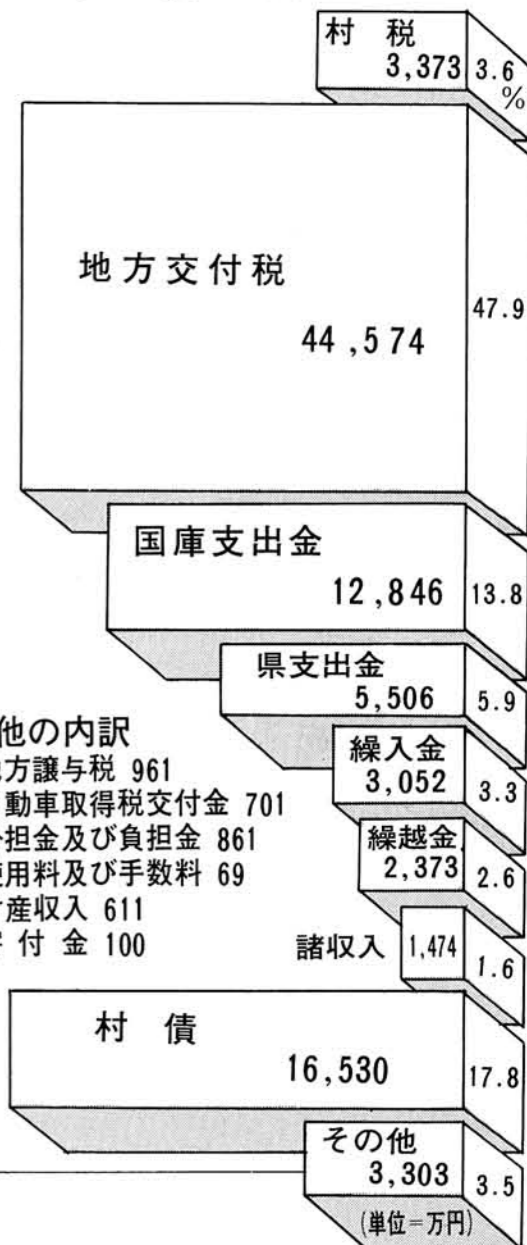 村 税
3,373 3.6
%
地方交付税
44,574 47.9
国庫支出金
12,846 13.8
県支出金
5,506 5.9
繰入金
3,052 3.3
繰越金
2,373 2.6
諸収入 1,474 1.6
村 債
16,530 17.8
その他
3,303 3.5
(単位=万円)
他の内訳
方譲与税 961
動車取得税交付金 701
担金及び負担金 861
用料及び手数料 69
産収入 611
付 金 100